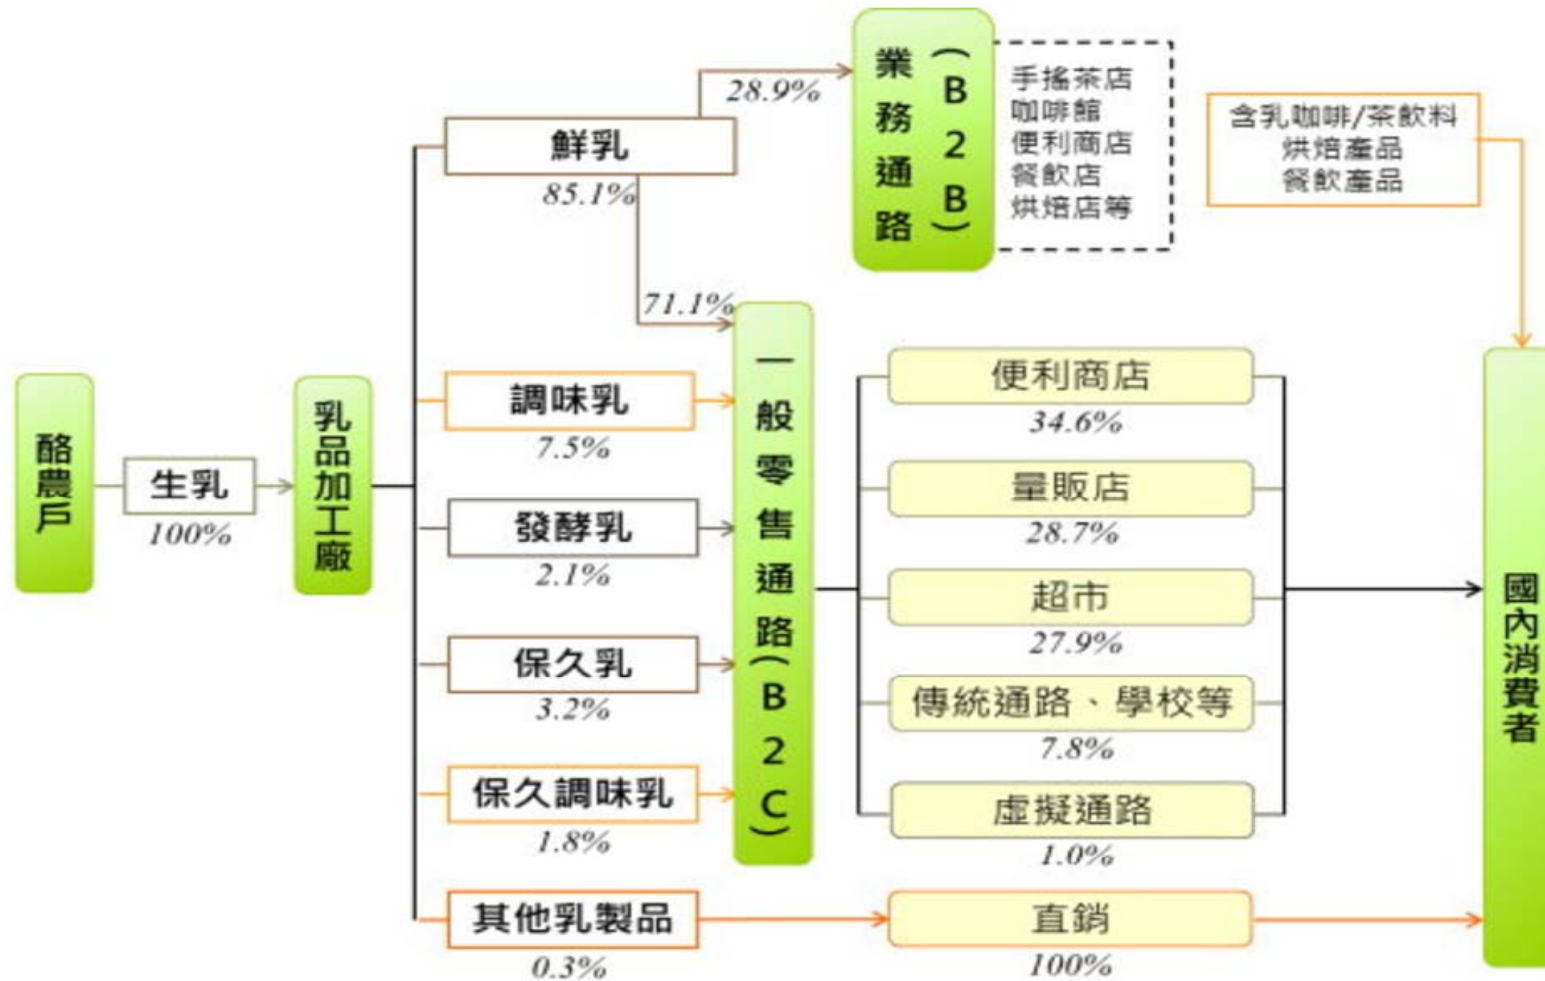 酪農戶
生乳
100%
乳品加工廠
鮮乳
85.1%
28.9%
71.1%
業務通路
(B2B)
手搖茶店
咖啡館
便利商店
餐飲店
烘焙店等
含乳咖啡/茶飲料
烘焙產品
餐飲產品
調味乳
7.5%
發酵乳
2.1%
保久乳
3.2%
保久調味乳
1.8%
其他乳製品
0.3%
一般零售通路(B2C)
便利商店
34.6%
量販店
28.7%
超市
27.9%
傳統通路、學校等
7.8%
虛擬通路
1.0%
直銷
100%
國內消費者